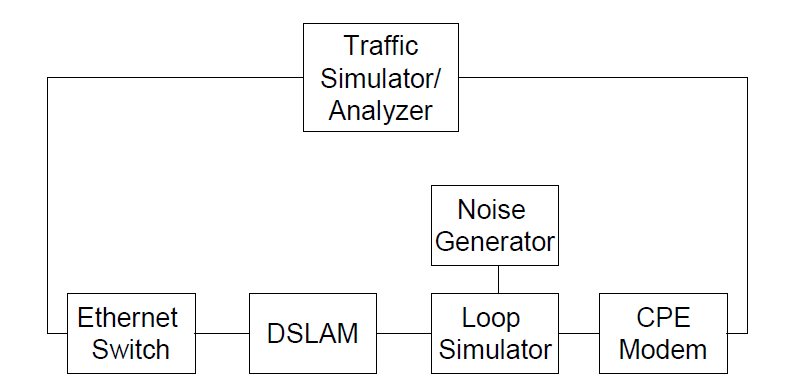 Traffic
Simulator/
Analyzer
Noise
Generator
Ethernet
Switch
DSLAM
Loop
Simulator
CPE
Modem